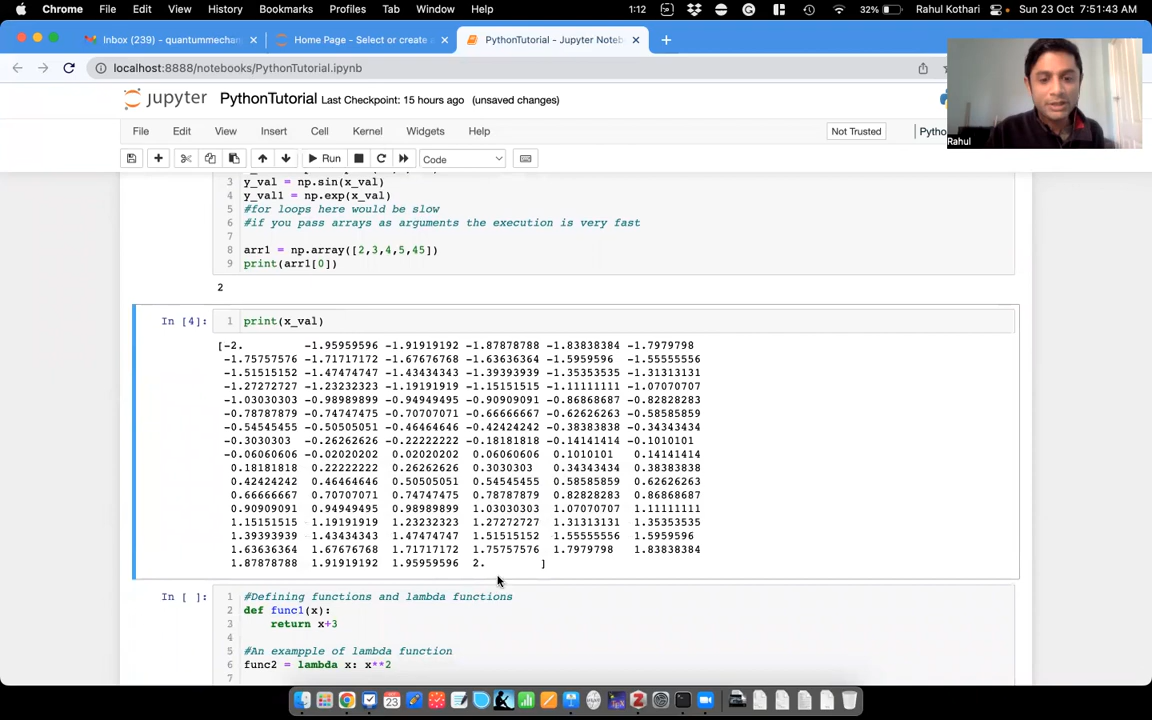 Chrome File Edit View History Bookmarks Profiles Tab Window Help 1:12 32% Rahul Kothari Sun 23 Oct 7:51:43 AM
Inbox (239) - quantummechan Home Page - Select or create a PythonTutorial - Jupyter Noteb
localhost:8888/notebooks/PythonTutorial.ipynb
jupyter PythonTutorial Last Checkpoint: 15 hours ago (unsaved changes)
File Edit View Insert Cell Kernel Widgets Help Not Trusted Python
Rahul
Run Code
3 y_val = np.sin(x_val)
4 y_val1 = np.exp(x_val)
5 #for loops here would be slow
6 #if you pass arrays as arguments the execution is very fast
7
8 arr1 = np.array([2,3,4,5,45])
9 print(arr1[0])
2
In [4]: 1 print(x_val)
[-2. -1.95959596 -1.91919192 -1.87878788 -1.83838384 -1.7979798
-1.75757576 -1.71717172 -1.67676768 -1.63636364 -1.5959596 -1.55555556
-1.51515152 -1.47474747 -1.43434343 -1.39393939 -1.35353535 -1.31313131
-1.27272727 -1.23232323 -1.19191919 -1.15151515 -1.11111111 -1.07070707
-1.03030303 -0.98989899 -0.94949495 -0.90909091 -0.86868687 -0.82828283
-0.78787879 -0.74747475 -0.70707071 -0.66666667 -0.62626263 -0.58585859
-0.54545455 -0.50505051 -0.46464646 -0.42424242 -0.38383838 -0.34343434
-0.3030303 -0.26262626 -0.22222222 -0.18181818 -0.14141414 -0.1010101
-0.06060606 -0.02020202 0.02020202 0.06060606 0.1010101 0.14141414
0.18181818 0.22222222 0.26262626 0.3030303 0.34343434 0.38383838
0.42424242 0.46464646 0.50505051 0.54545455 0.58585859 0.62626263
0.66666667 0.70707071 0.74747475 0.78787879 0.82828283 0.86868687
0.90909091 0.94949495 0.98989899 1.03030303 1.07070707 1.11111111
1.15151515 1.19191919 1.23232323 1.27272727 1.31313131 1.35353535
1.39393939 1.43434343 1.47474747 1.51515152 1.55555556 1.5959596
1.63636364 1.67676768 1.71717172 1.75757576 1.7979798 1.83838384
1.87878788 1.91919192 1.95959596 2. ]
In [ ]: 1 #Defining functions and lambda functions
2 def func1(x):
3 return x+3
4
5 #An exampple of lambda function
6 func2 = lambda x: x**2
7